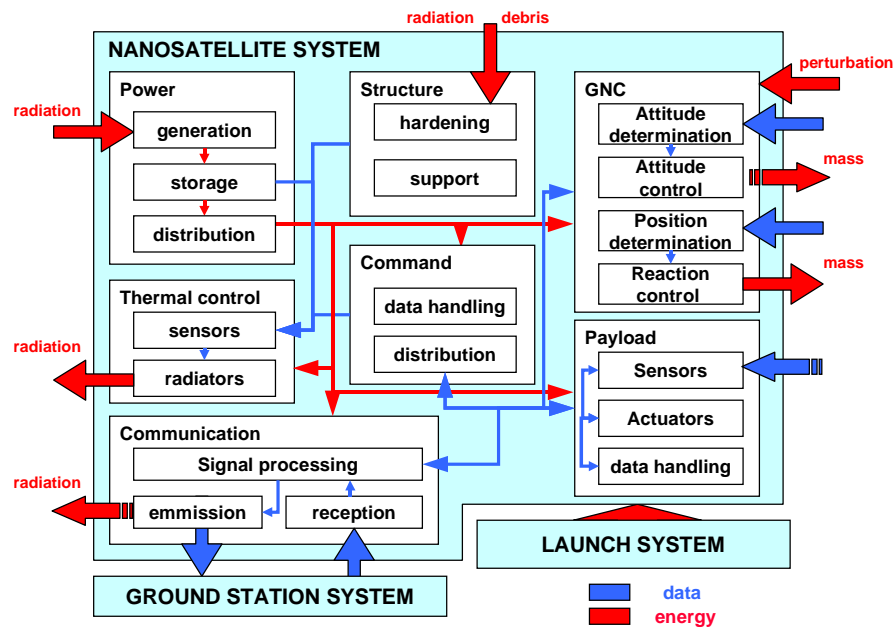 radiation debris
NANOSATELLITE SYSTEM
perturbation
Power
Structure
GNC
radiation
generation
hardening
Attitude
determination
storage
support
Attitude
control
mass
distribution
Position
determination
Command
Reaction
control
mass
Thermal control
data handling
sensors
Payload
radiation
distribution
radiators
Sensors
Actuators
Communication
Signal processing
data handling
radiation
emmission
reception
LAUNCH SYSTEM
GROUND STATION SYSTEM
data
energy